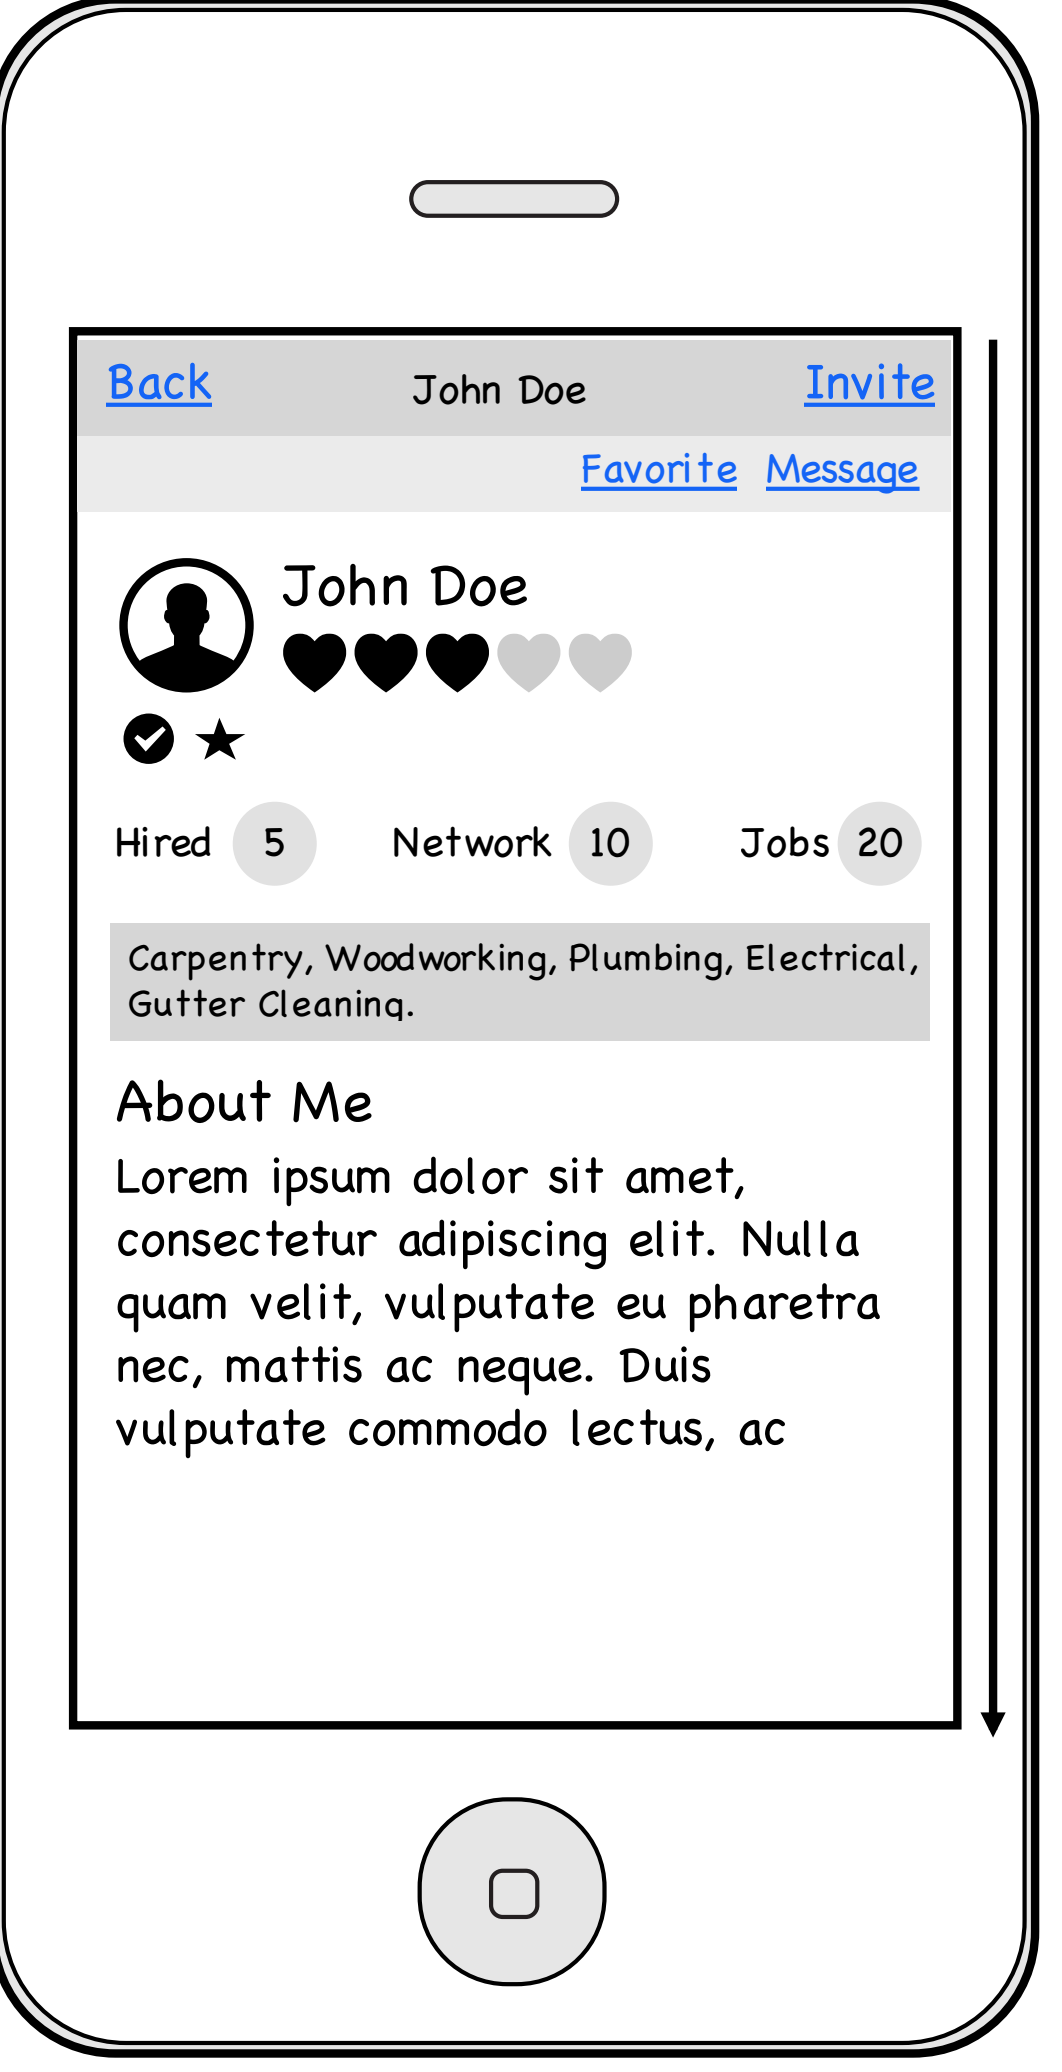 Back John Doe Invite
Favorite Message
John Doe
Hired 5 Network 10 Jobs 20
Carpentry, Woodworking, Plumbing, Electrical,
Gutter Cleaning.
About Me
Lorem ipsum dolor sit amet,
consectetur adipiscing elit. Nulla
quam velit, vulputate eu pharetra
nec, mattis ac neque. Duis
vulputate commodo lectus, ac